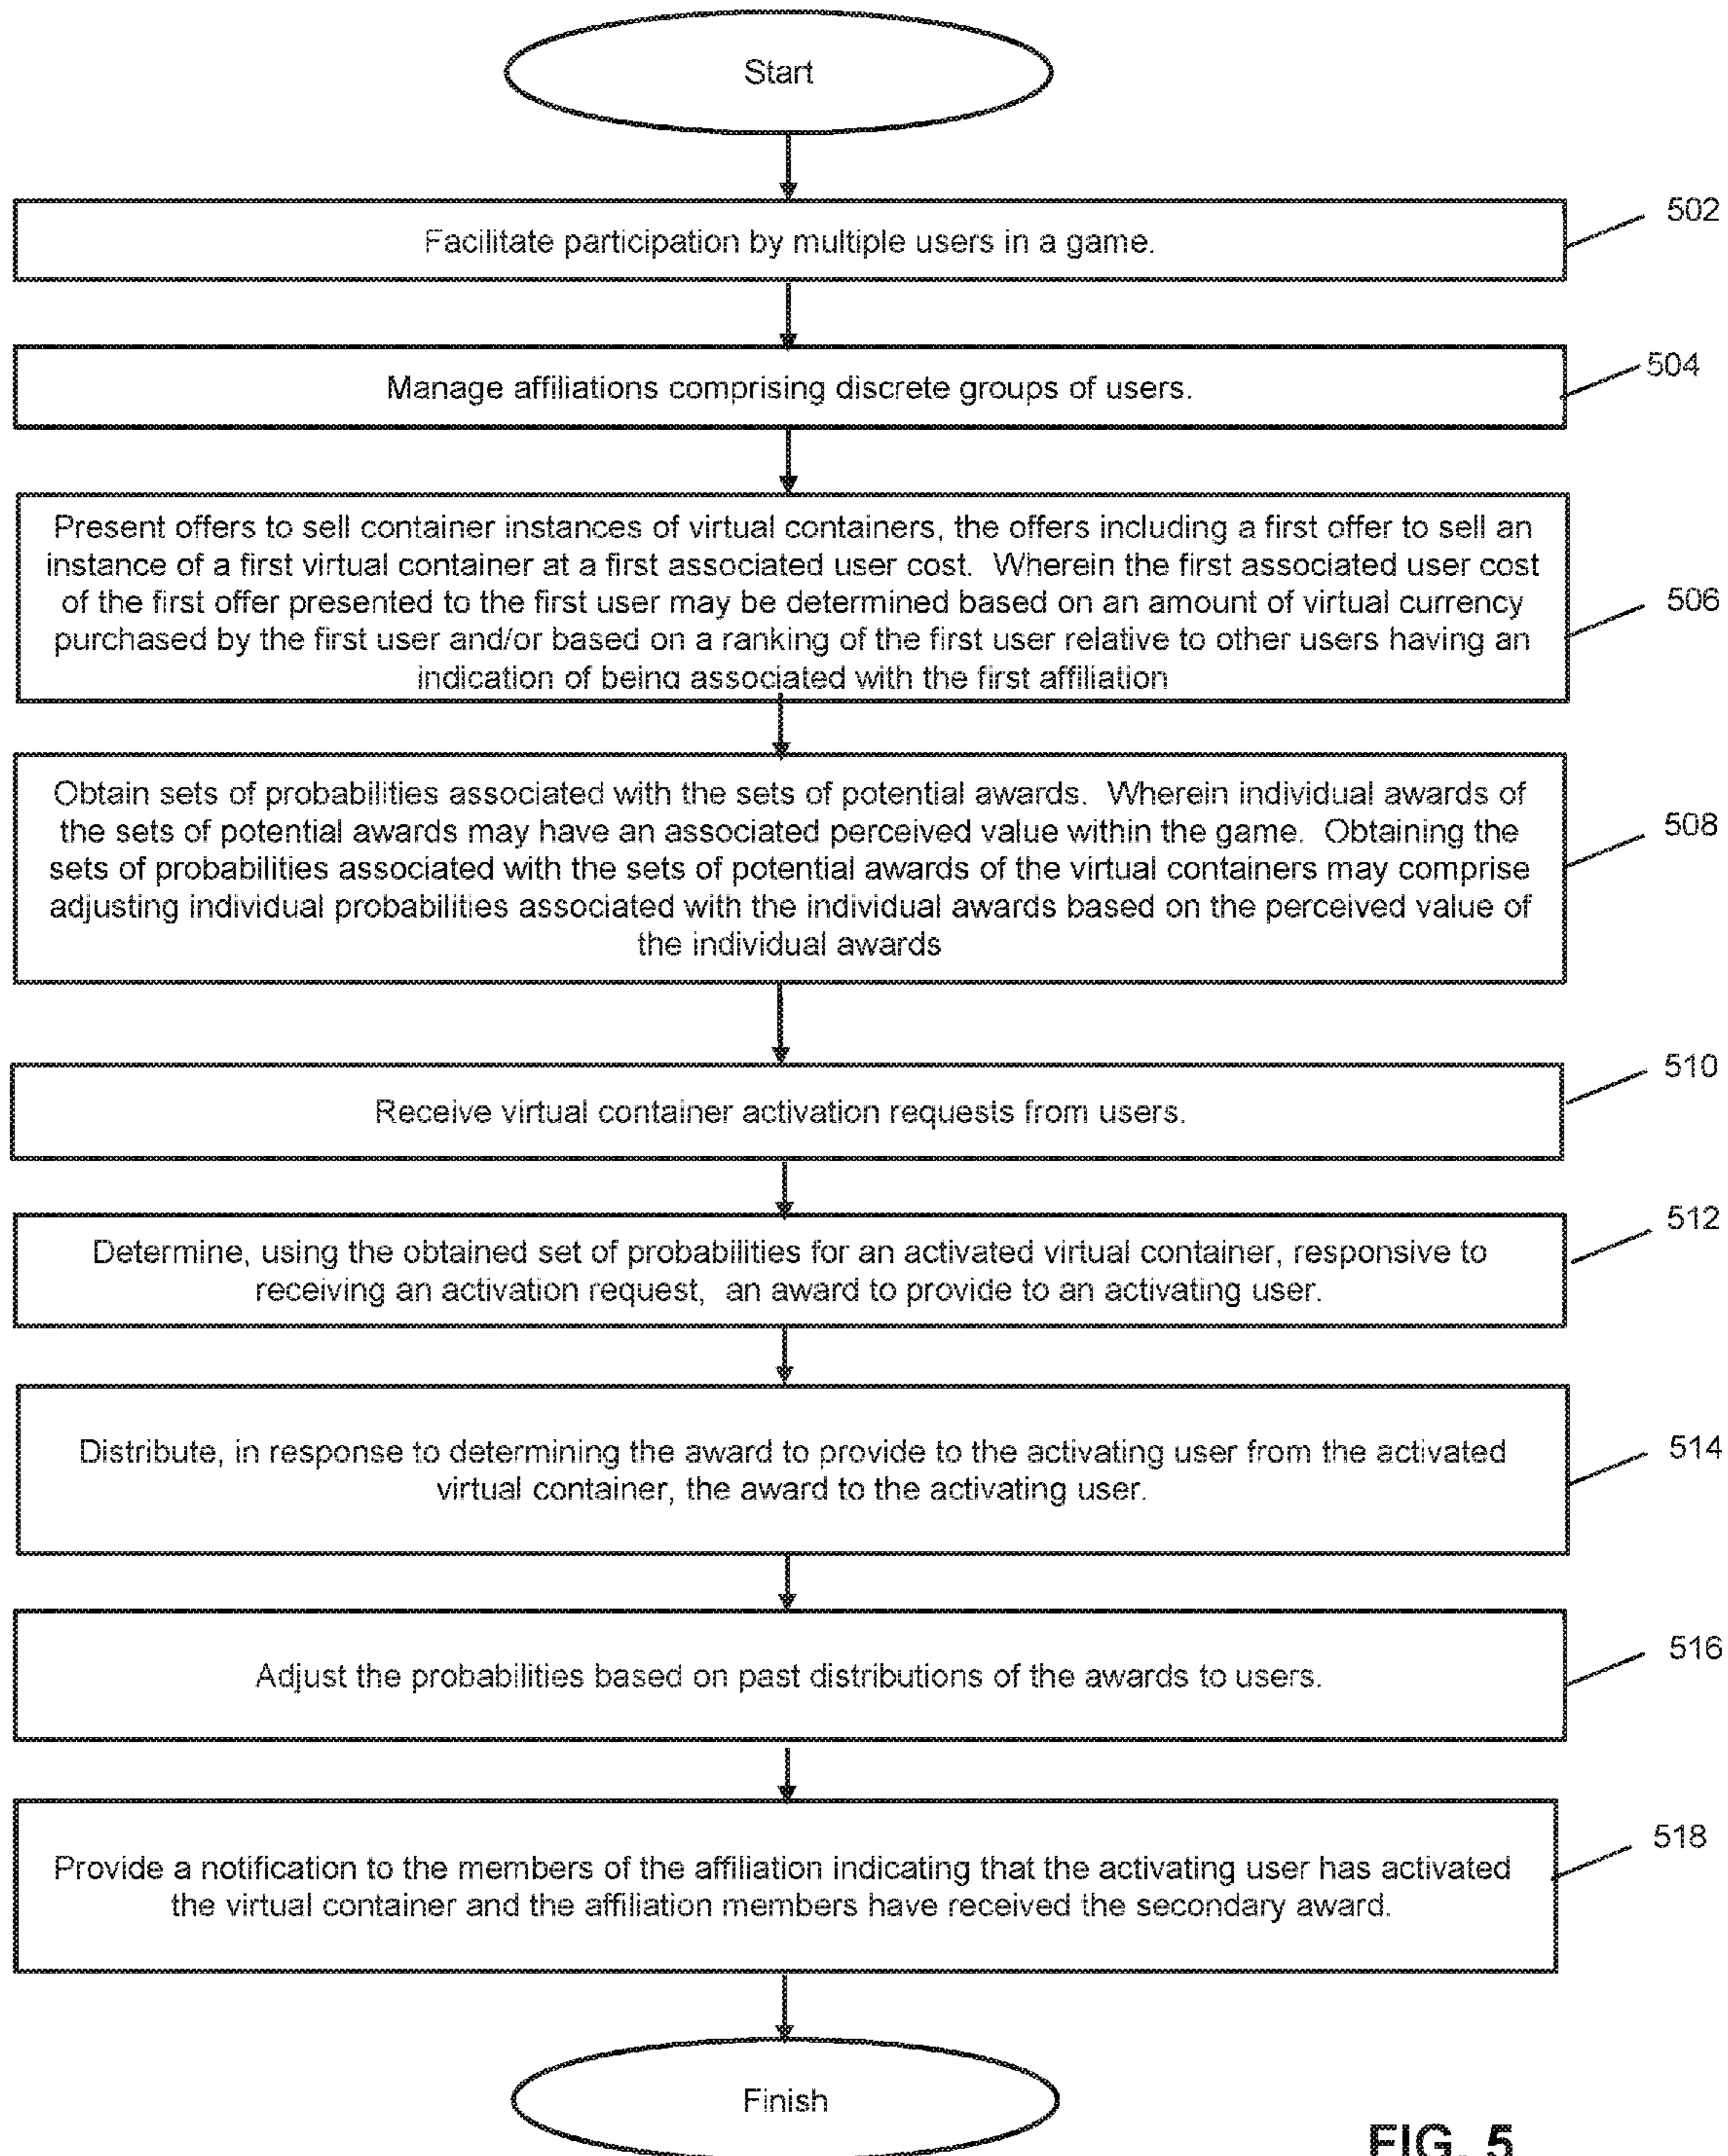 Start
Facilitate participation by multiple users in a game.
502
Manage affiliations comprising discrete groups of users.
504
Present offers to sell container instances of virtual containers, the offers including a first offer to sell an
instance of a first virtual container at a first associated user cost. Wherein the first associated user cost
of the first offer presented to the first user may be determined based on an amount of virtual currency
purchased by the first user and/or based on a ranking of the first user relative to other users having an
indication of being associated with the first affiliation
506
Obtain sets of probabilities associated with the sets of potential awards. Wherein individual awards of
the sets of potential awards may have an associated perceived value within the game. Obtaining the
sets of probabilities associated with the sets of potential awards of the virtual containers may comprise
adjusting individual probabilities associated with the individual awards based on the perceived value of
the individual awards
508
Receive virtual container activation requests from users.
510
Determine, using the obtained set of probabilities for an activated virtual container, responsive to
receiving an activation request, an award to provide to an activating user.
512
Distribute, in response to determining the award to provide to the activating user from the activated
virtual container, the award to the activating user.
514
Adjust the probabilities based on past distributions of the awards to users.
516
Provide a notification to the members of the affiliation indicating that the activating user has activated
the virtual container and the affiliation members have received the secondary award.
518
Finish
FIG. 5